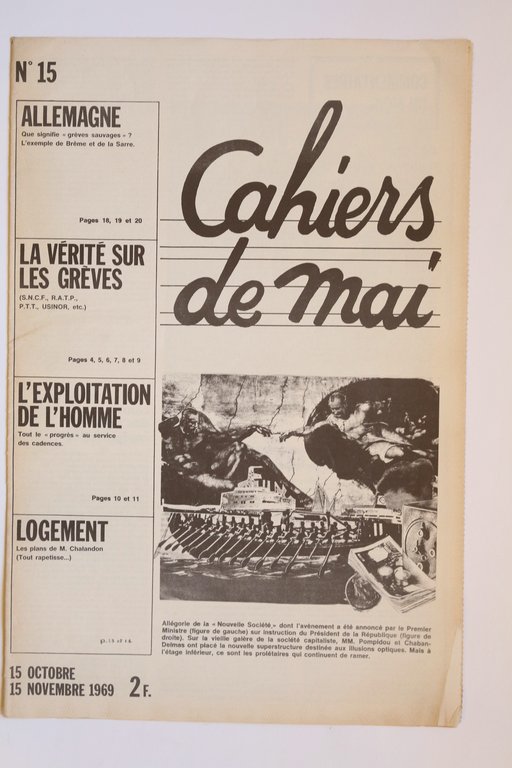 N° 15
ALLEMAGNE
Que signifie « grèves sauvages » ?
L'exemple de Brême et de la Sarre.
Pages 18, 19 et 20
LA VÉRITÉ SUR
LES GRÈVES
(S.N.C.F., R.A.T.P.,
P.T.T., USINOR, etc.)
Pages 4, 5, 6, 7, 8 et 9
L'EXPLOITATION
DE L'HOMME
Tout le « progrès » au service
des cadences.
Pages 10 et 11
LOGEMENT
Les plans de M. Chalandon
(Tout rapetisse...)
15 OCTOBRE
15 NOVEMBRE 1969 2 F.
Cahiers
de mai
Allégorie de la « Nouvelle Société » dont l'avénement a été annoncé par le Premier
Ministre (figure de gauche) sur instruction du Président de la République (figure de
droite). Sur la vieille galère de la société capitaliste, MM. Pompidou et Chaban-
Delmas ont placé la nouvelle superstructure destinée aux illusions optiques. Mais à
l'étage inférieur, ce sont les prolétaires qui continuent de ramer.